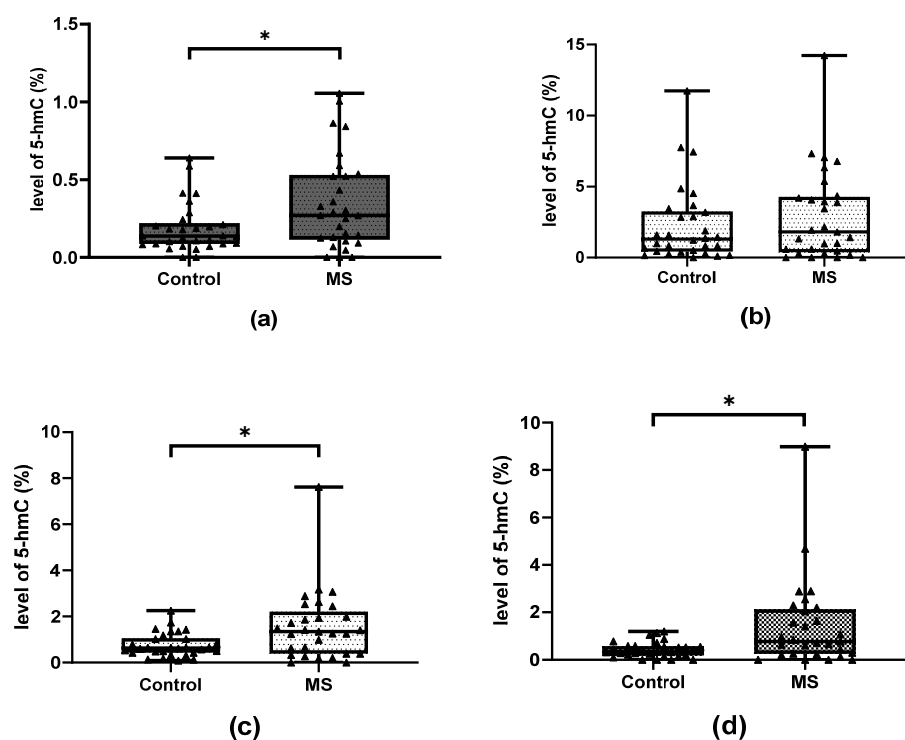 level of 5-hmC (%)
1.5
1.0
0.5
0.0
*
Control
MS
(a)
level of 5-hmC (%)
15
10
5
0
Control
MS
(b)
level of 5-hmC (%)
10
8
6
4
2
0
*
Control
MS
(c)
level of 5-hmC (%)
10
8
6
4
2
0
*
Control
MS
(d)